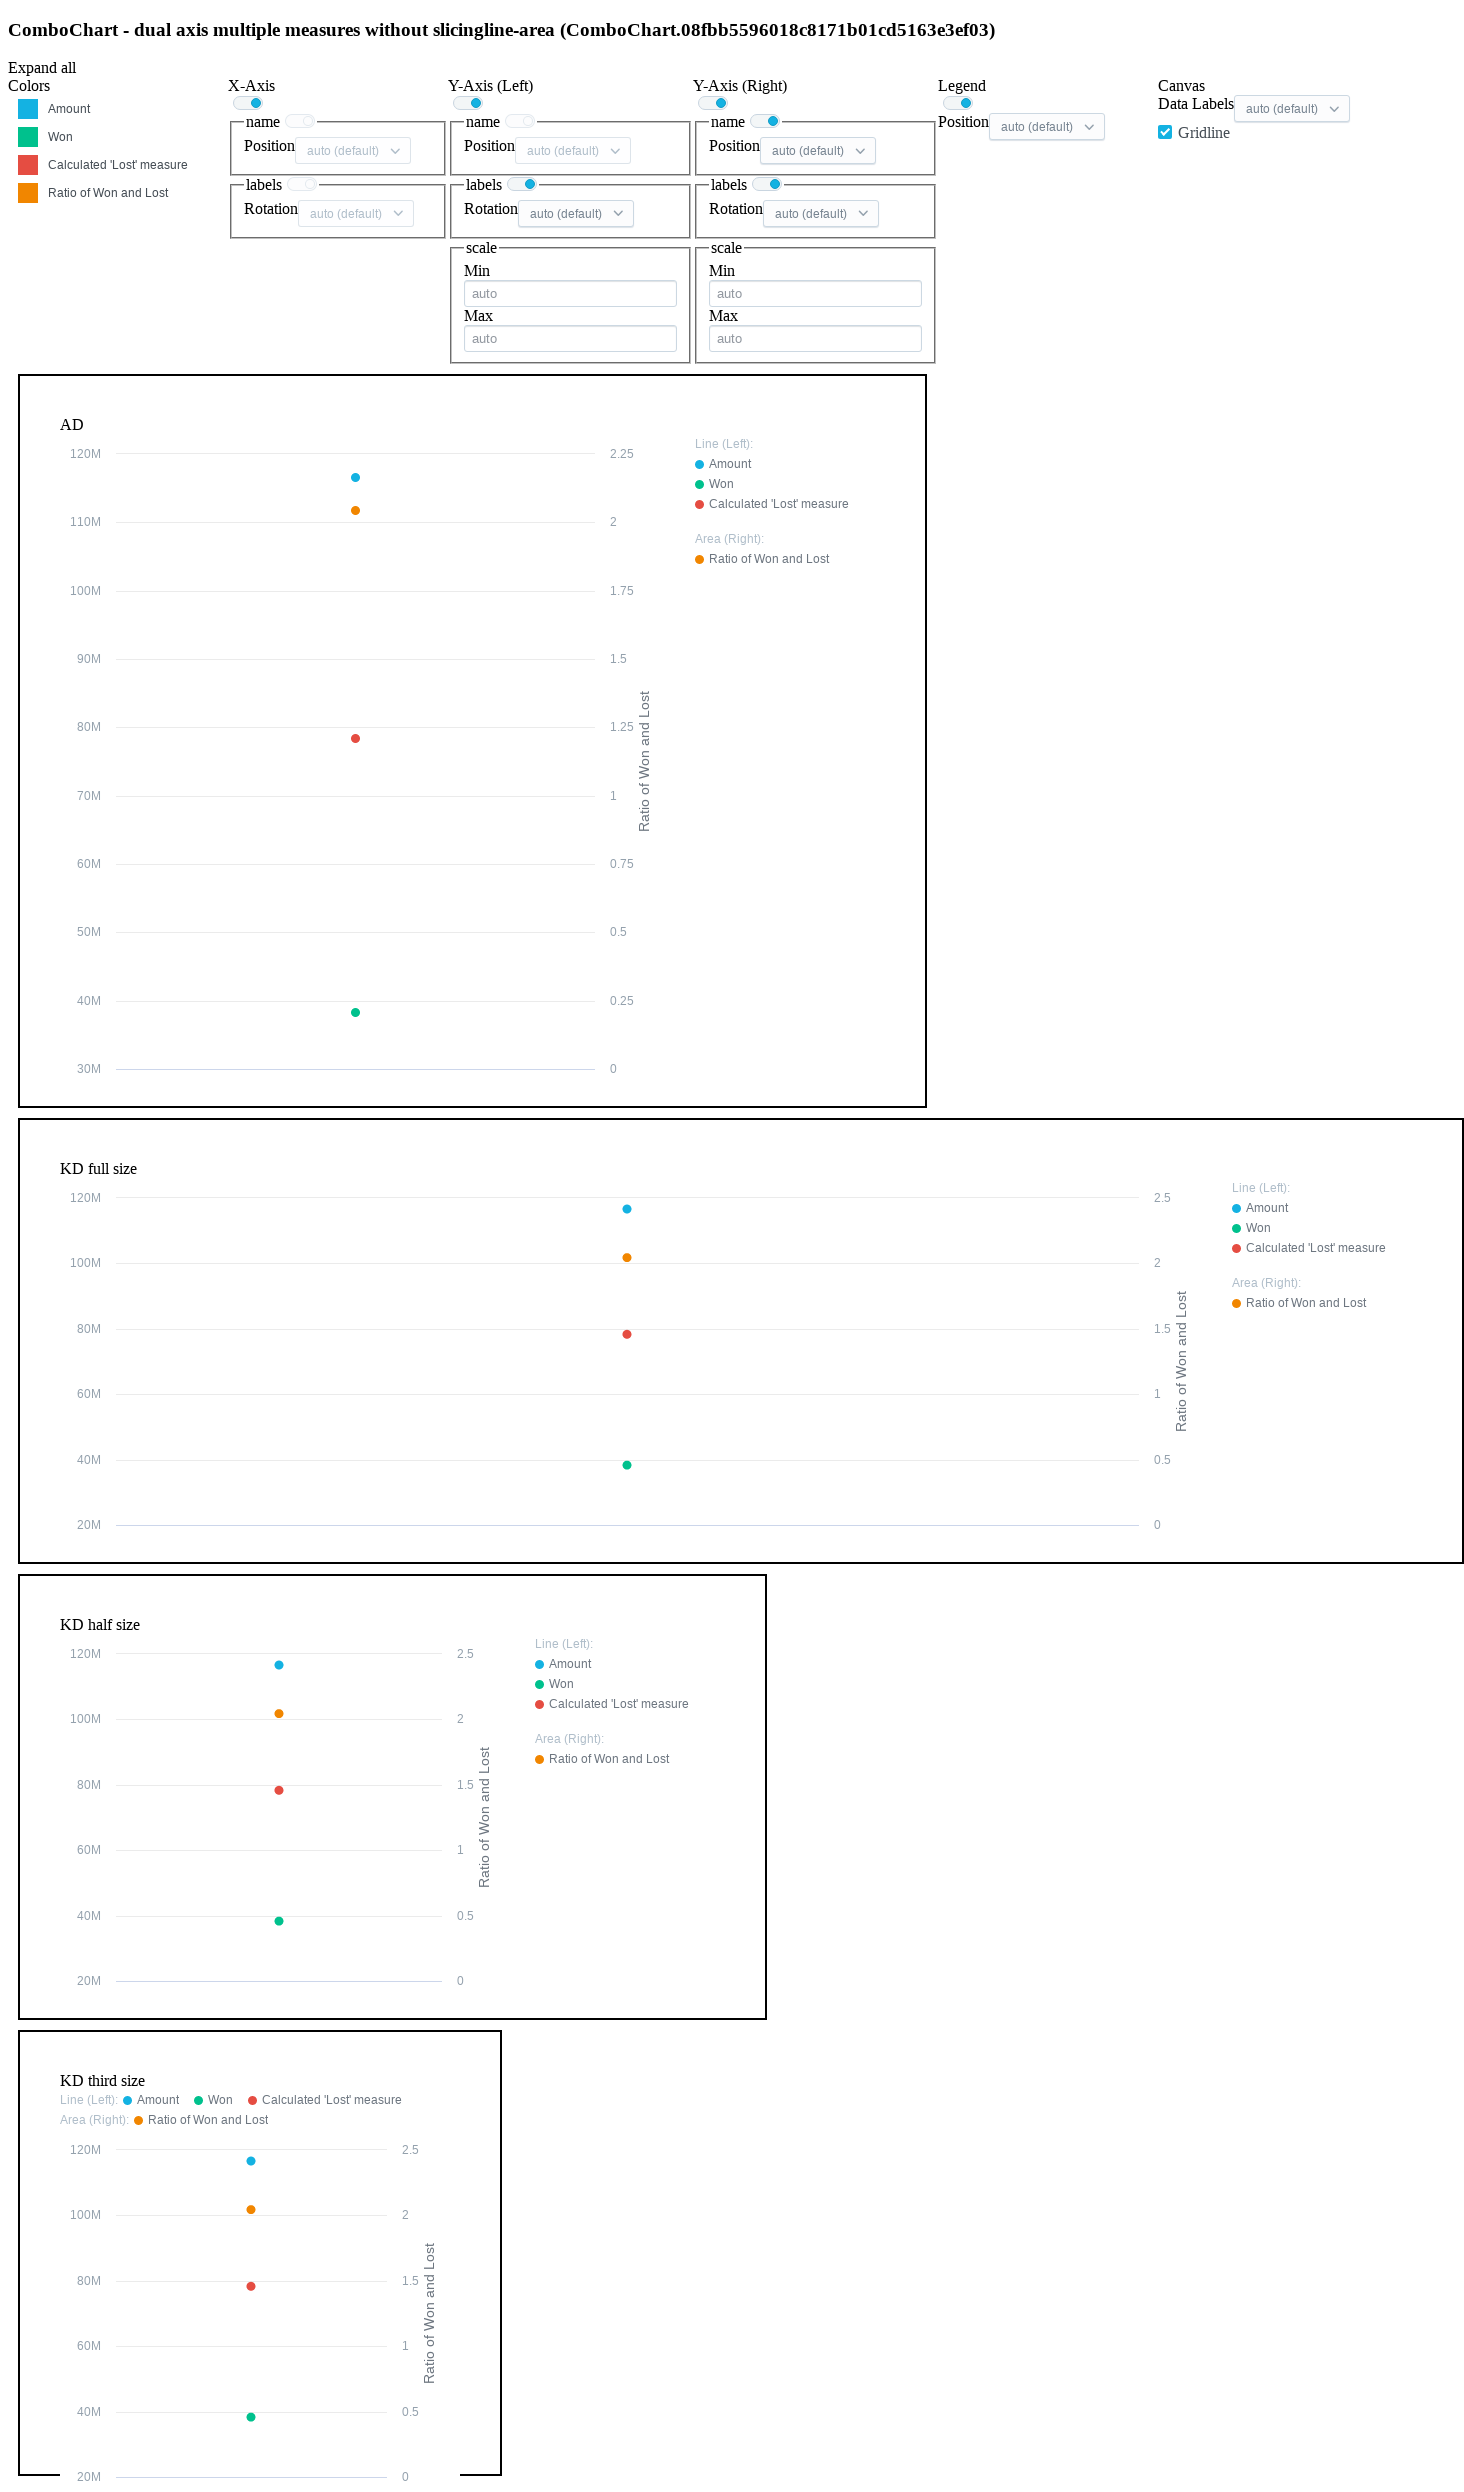 ComboChart - dual axis multiple measures without slicingline-area (ComboChart.08fbb5596018c8171b01cd5163e3ef03)
Expand all
Colors
Amount
Won
Calculated 'Lost' measure
Ratio of Won and Lost
X-Axis
name
Position auto (default)
labels
Rotation auto (default)
Y-Axis (Left)
name
Position auto (default)
labels
Rotation auto (default)
scale
Min
auto
Max
auto
Y-Axis (Right)
name
Position auto (default)
labels
Rotation auto (default)
scale
Min
auto
Max
auto
Legend
Position auto (default)
Canvas
Data Labels auto (default)
Gridline
AD
120M
110M
100M
90M
80M
70M
60M
50M
40M
30M
2.25
2
1.75
1.5
1.25
1
0.75
0.5
0.25
0
Ratio of Won and Lost
Line (Left):
Amount
Won
Calculated 'Lost' measure
Area (Right):
Ratio of Won and Lost
KD full size
120M
100M
80M
60M
40M
20M
2.5
2
1.5
1
0.5
0
Ratio of Won and Lost
Line (Left):
Amount
Won
Calculated 'Lost' measure
Area (Right):
Ratio of Won and Lost
KD half size
120M
100M
80M
60M
40M
20M
2.5
2
1.5
1
0.5
0
Ratio of Won and Lost
Line (Left):
Amount
Won
Calculated 'Lost' measure
Area (Right):
Ratio of Won and Lost
KD third size
Line (Left): Amount Won Calculated 'Lost' measure
Area (Right): Ratio of Won and Lost
120M
100M
80M
60M
40M
20M
2.5
2
1.5
1
0.5
0
Ratio of Won and Lost